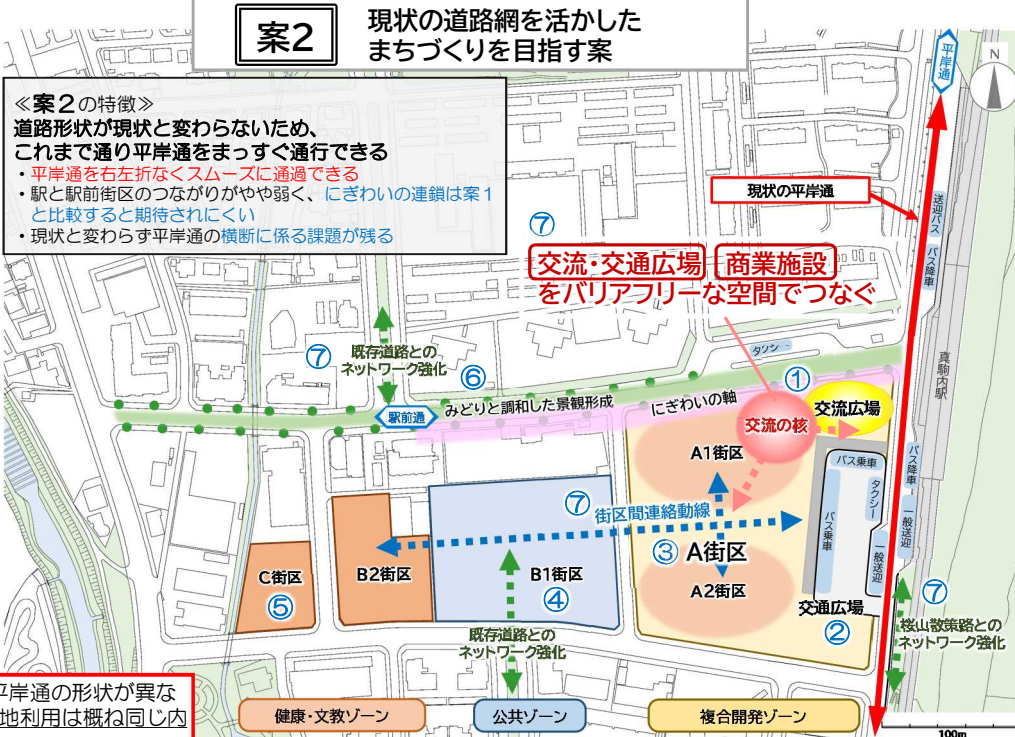 案2
現状の道路網を活かした
まちづくりを目指す案
≪案２の特徴≫
道路形状が現状と変わらないため、
これまで通り平岸通をまっすぐ通行できる
・平岸通を右左折なくスムーズに通過できる
・駅と駅前街区のつながりがやや弱く、にぎわいの連鎖は案１
と比較すると期待されにくい
・現状と変わらず平岸通の横断に係る課題が残る
平岸通
N
現状の平岸通
送迎バス
バス降車
⑦
交流・交通広場 商業施設
をバリアフリーな空間でつなぐ
タクシー
真駒内駅
⑦
既存道路との
ネットワーク強化
⑥
①
駅前通
みどりと調和した景観形成
にぎわいの軸
交流広場
交流の核
A1街区
バス乗車
タクシー
バス降車
⑦
街区間連絡動線
バス乗車
一般送迎
一般送迎
③
A街区
C街区
⑤
B2街区
B1街区
④
A2街区
交通広場
②
⑦
桜山散策路との
ネットワーク強化
既存道路との
ネットワーク強化
平岸通の形状が異な
地利用は概ね同じ内
健康・文教ゾーン
公共ゾーン
複合開発ゾーン
100m